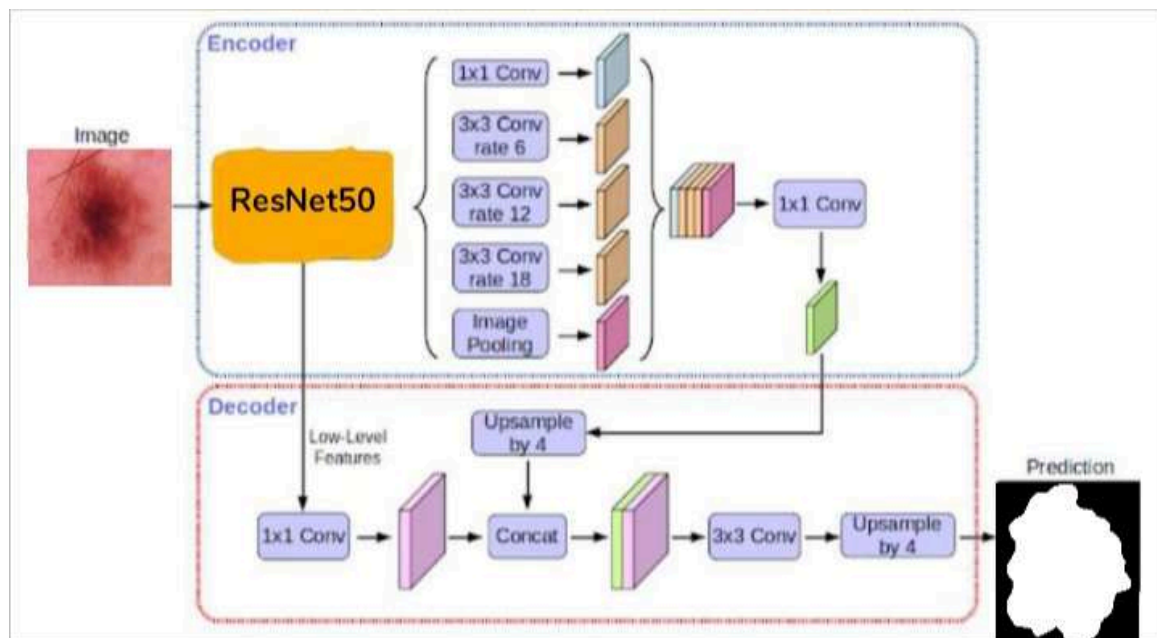 Encoder
Image
ResNet50
1x1 Conv
3x3 Conv
rate 6
3x3 Conv
rate 12
3x3 Conv
rate 18
Image
Pooling
1x1 Conv
Decoder
Low-Level
Features
Upsample
by 4
1x1 Conv
Concat
3x3 Conv
Upsample
by 4
Prediction